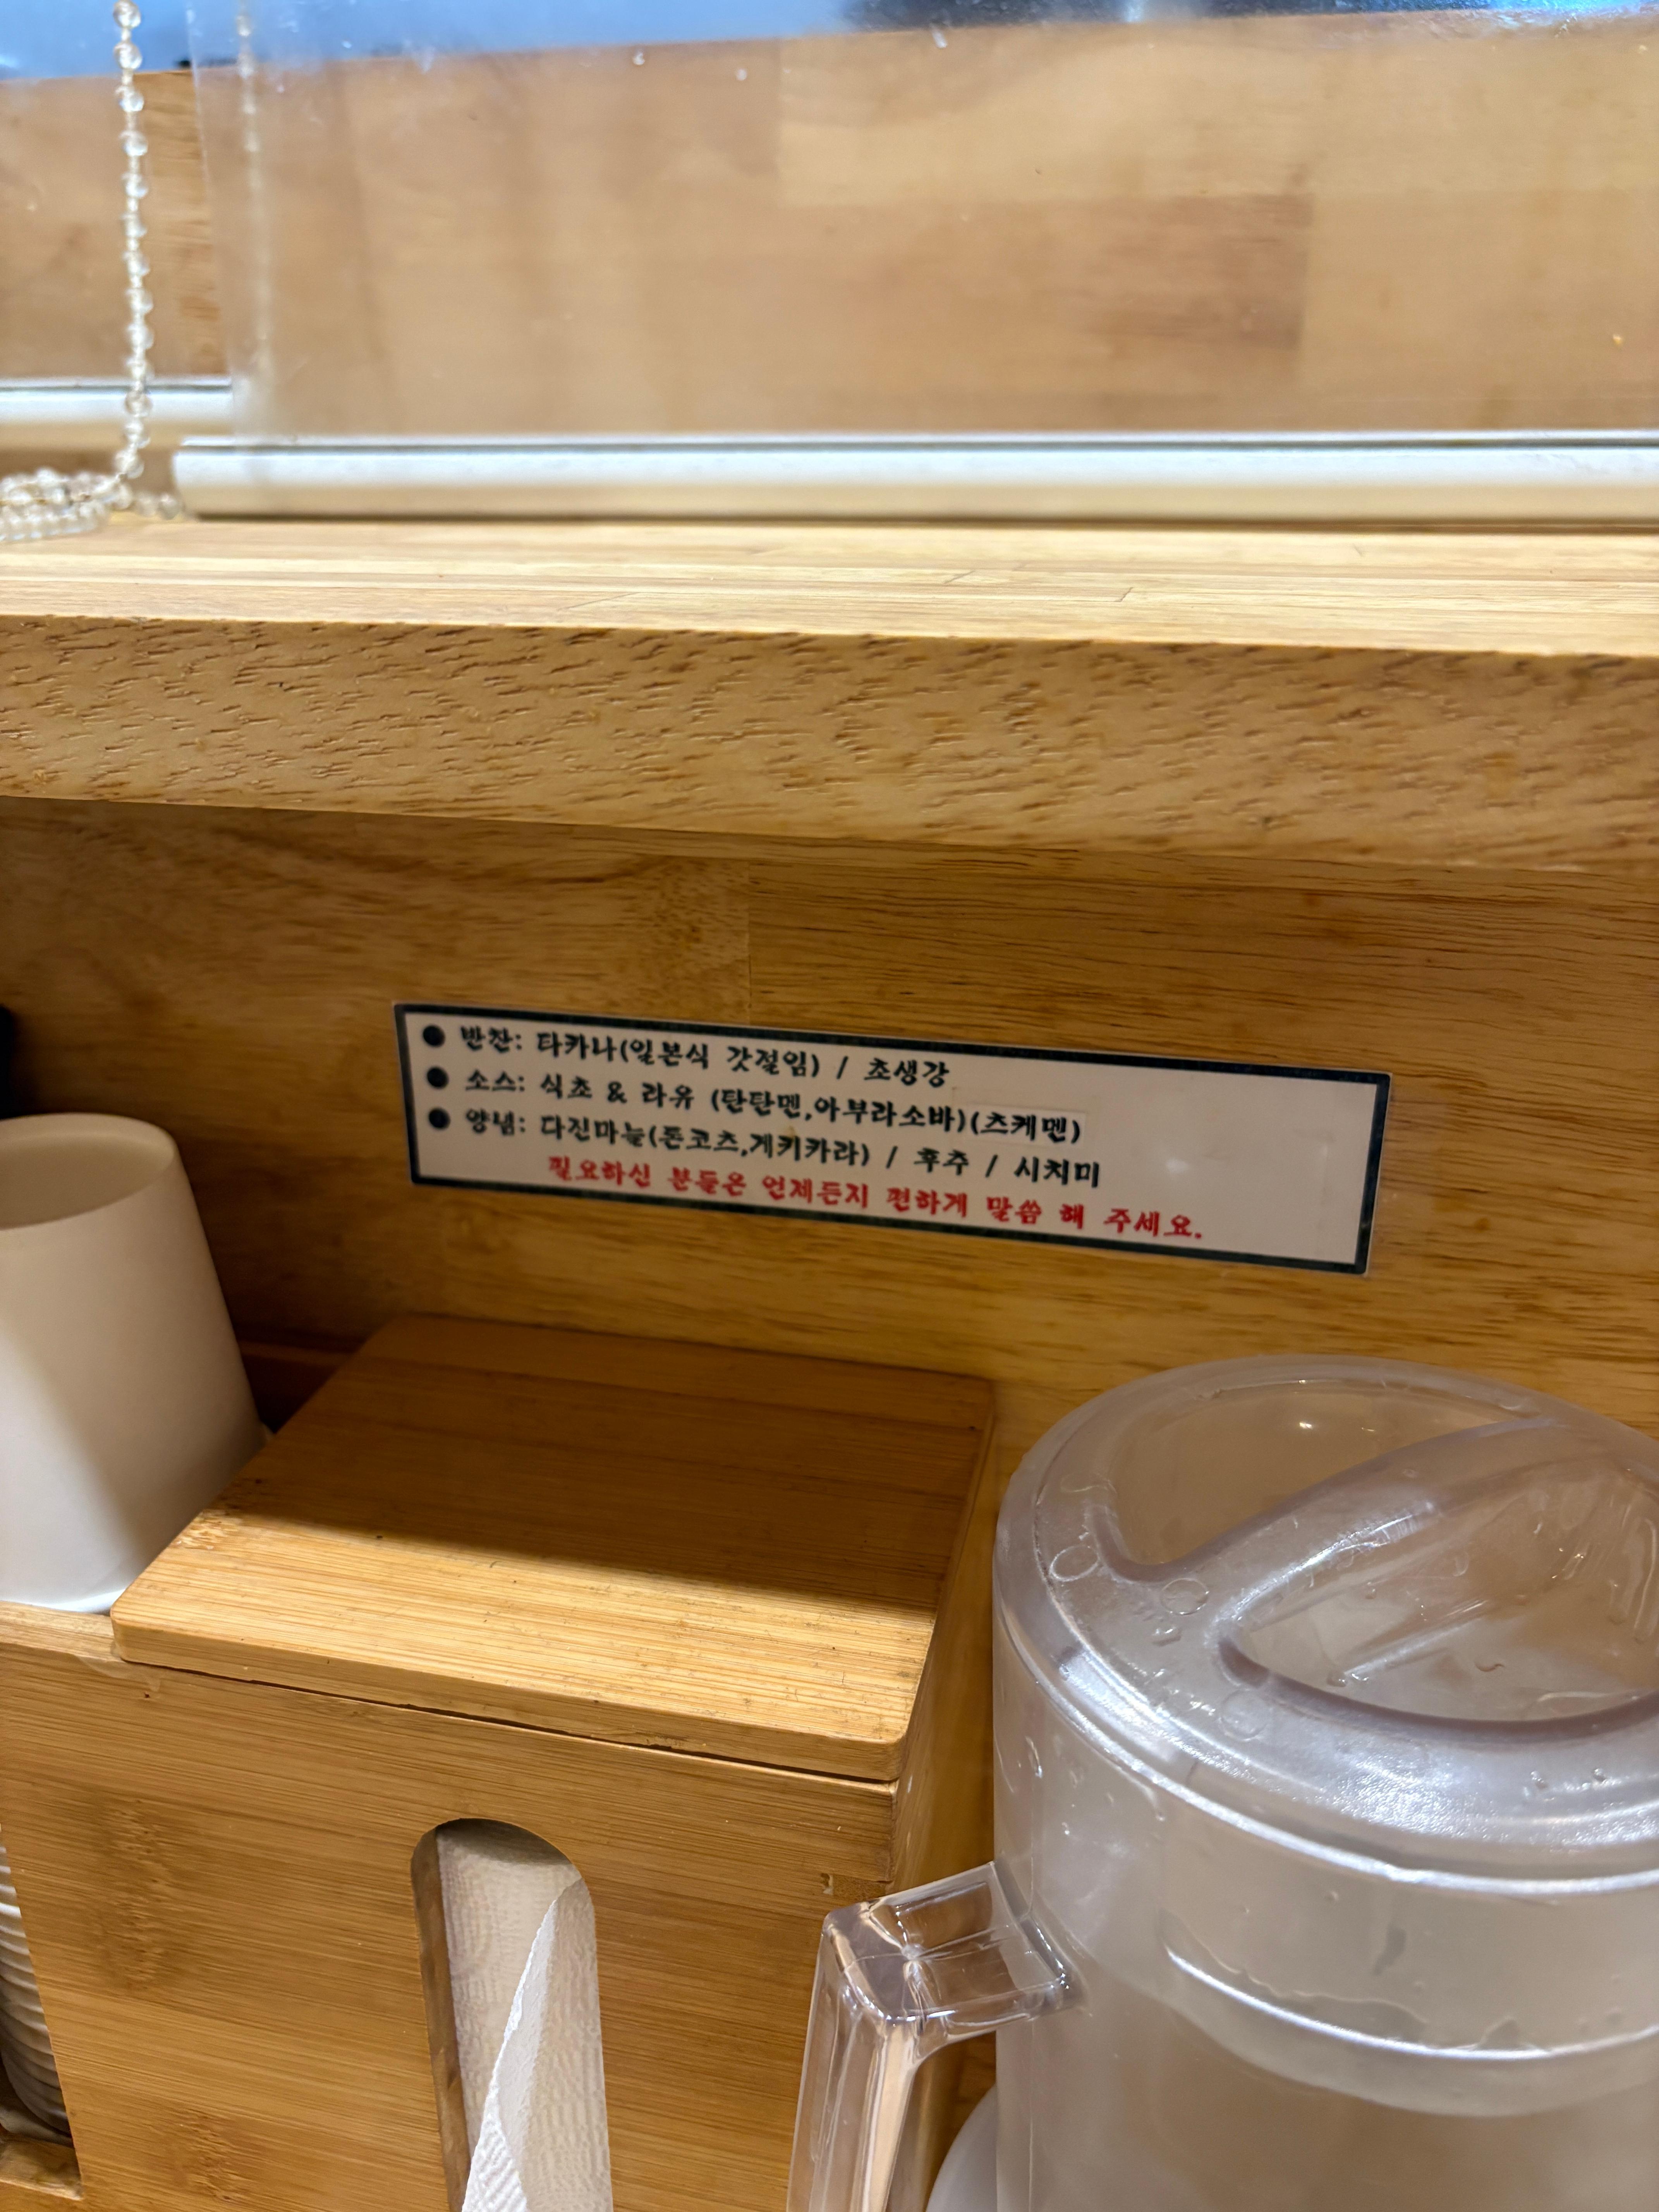 ● 반찬: 타카나(일본식 갓절임) / 초생강
● 소스: 식초 & 라유 (탄탄멘,아부라소바)(츠케멘)
● 양념: 다진마늘(돈코츠,게키카라) / 후추 / 시치미
필요하신 분들은 언제든지 편하게 말씀 해 주세요.